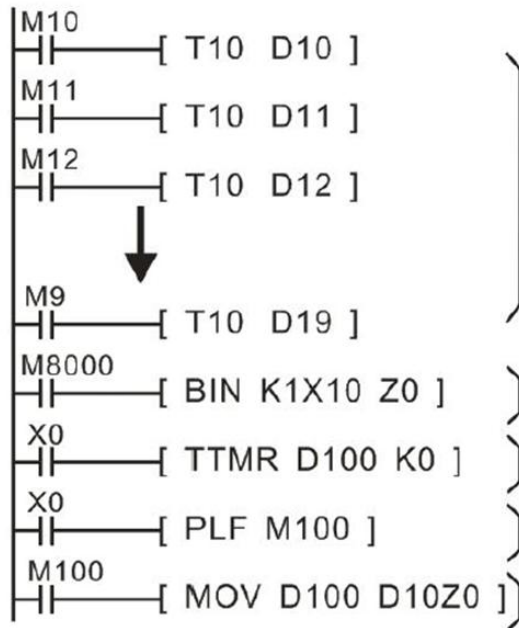 M10
[ T10 D10 ]
M11
[ T10 D11 ]
M12
[ T10 D12 ]
M9
[ T10 D19 ]
M8000
[ BIN K1X10 Z0 ]
X0
[ TTMR D100 K0 ]
X0
[ PLF M100 ]
M100
[ MOV D100 D10Z0 ]